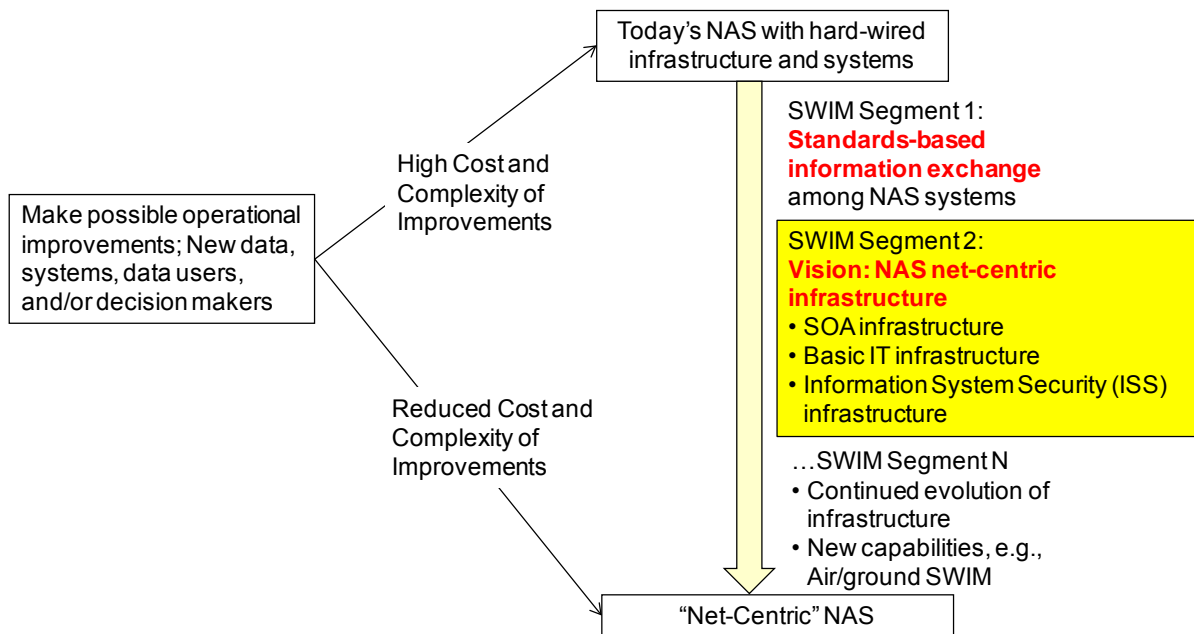 Today’s NAS with hard-wired
infrastructure and systems
SWIM Segment 1:
Standards-based
information exchange
among NAS systems
High Cost and
Complexity of
Improvements
Make possible operational
improvements; New data,
systems, data users,
and/or decision makers
SWIM Segment 2:
Vision: NAS net-centric
infrastructure
• SOA infrastructure
• Basic IT infrastructure
• Information System Security (ISS)
infrastructure
Reduced Cost and
Complexity of
Improvements
…SWIM Segment N
• Continued evolution of
infrastructure
• New capabilities, e.g.,
Air/ground SWIM
“Net-Centric” NAS